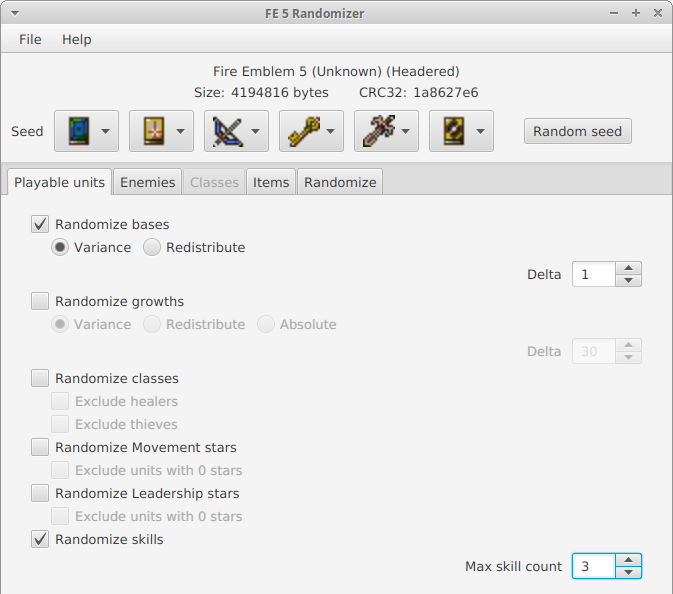 FE 5 Randomizer
File Help
Fire Emblem 5 (Unknown) (Headered)
Size: 4194816 bytes CRC32: 1a8627e6
Seed Random seed
Playable units Enemies Classes Items Randomize
Randomize bases
Variance Redistribute
Delta 1
Randomize growths
Variance Redistribute Absolute
Delta 30
Randomize classes
Exclude healers
Exclude thieves
Randomize Movement stars
Exclude units with 0 stars
Randomize Leadership stars
Exclude units with 0 stars
Randomize skills
Max skill count 3